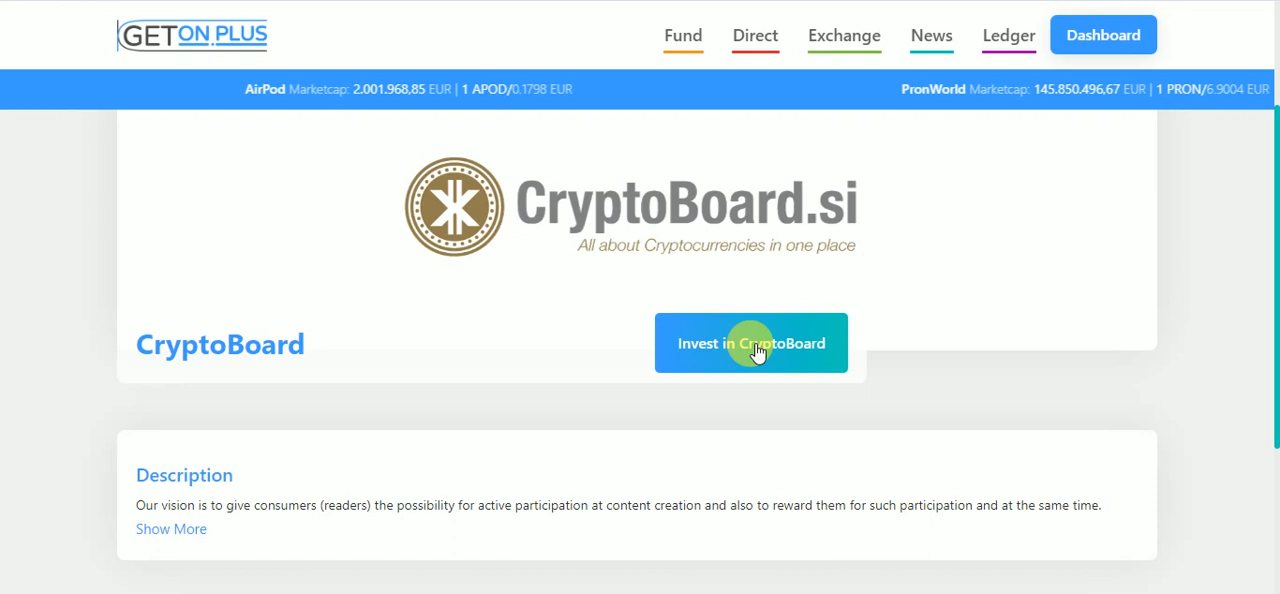 GETON PLUS
Fund Direct Exchange News Ledger Dashboard
AirPod Marketcap: 2.001.968,85 EUR | 1 APOD/0.1798 EUR PronWorld Marketcap: 145.850.496,67 EUR | 1 PRON/6.9004 EUR
CryptoBoard.si
All about Cryptocurrencies in one place
CryptoBoard
Invest in CryptoBoard
Description
Our vision is to give consumers (readers) the possibility for active participation at content creation and also to reward them for such participation and at the same time.
Show More